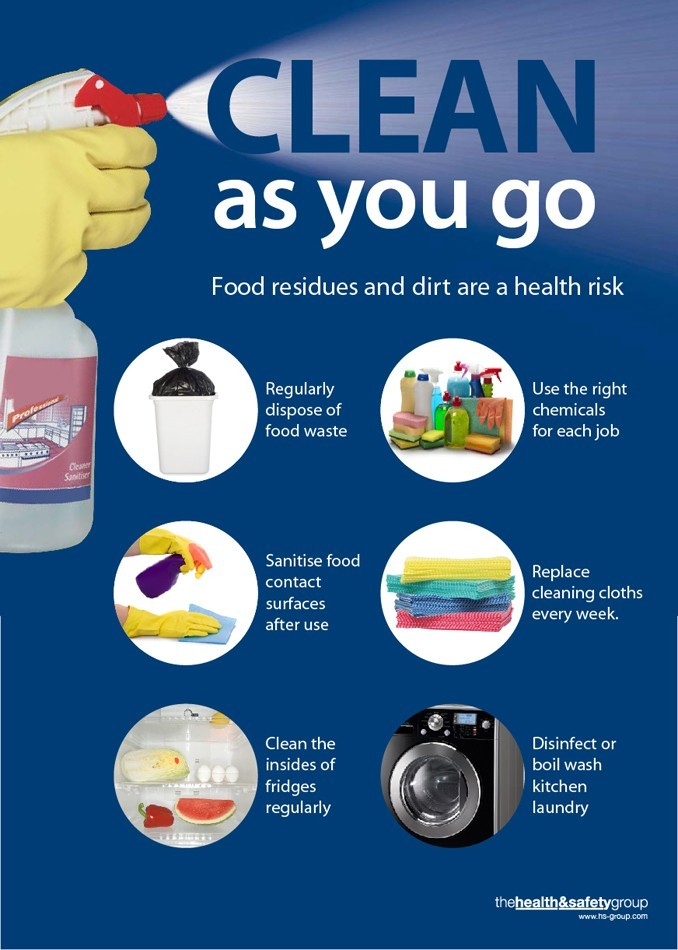 CLEAN
as you go
Food residues and dirt are a health risk
Regularly
dispose of
food waste
Use the right
chemicals
for each job
Professional
Cleaner
Sanitiser
Sanitise food
contact
surfaces
after use
Replace
cleaning cloths
every week.
Clean the
insides of
fridges
regularly
Disinfect or
boil wash
kitchen
laundry
thehealth&safetygroup
www.hs-group.com